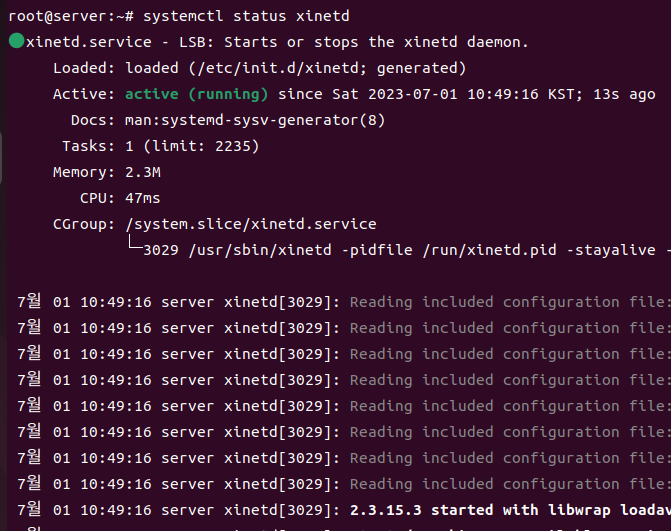 root@server:~# systemctl status xinetd
●xinetd.service - LSB: Starts or stops the xinetd daemon.
Loaded: loaded (/etc/init.d/xinetd; generated)
Active: active (running) since Sat 2023-07-01 10:49:16 KST; 13s ago
Docs: man:systemd-sysv-generator(8)
Tasks: 1 (limit: 2235)
Memory: 2.3M
CPU: 47ms
CGroup: /system.slice/xinetd.service
└─3029 /usr/sbin/xinetd -pidfile /run/xinetd.pid -stayalive -
7월 01 10:49:16 server xinetd[3029]: Reading included configuration file:
7월 01 10:49:16 server xinetd[3029]: Reading included configuration file:
7월 01 10:49:16 server xinetd[3029]: Reading included configuration file:
7월 01 10:49:16 server xinetd[3029]: Reading included configuration file:
7월 01 10:49:16 server xinetd[3029]: Reading included configuration file:
7월 01 10:49:16 server xinetd[3029]: Reading included configuration file:
7월 01 10:49:16 server xinetd[3029]: Reading included configuration file:
7월 01 10:49:16 server xinetd[3029]: Reading included configuration file:
7월 01 10:49:16 server xinetd[3029]: 2.3.15.3 started with libwrap loadav
7월 01 10:49:16 server xinetd[3029]: